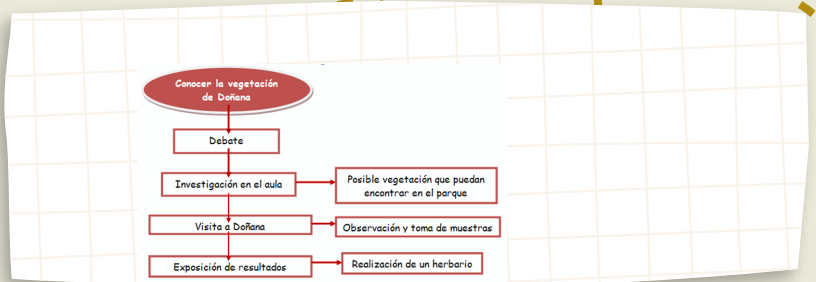 Conocer la vegetación
de Doñana
Debate
Investigación en el aula
Posible vegetación que puedan
encontrar en el parque
Visita a Doñana
Observación y toma de muestras
Exposición de resultados
Realización de un herbario